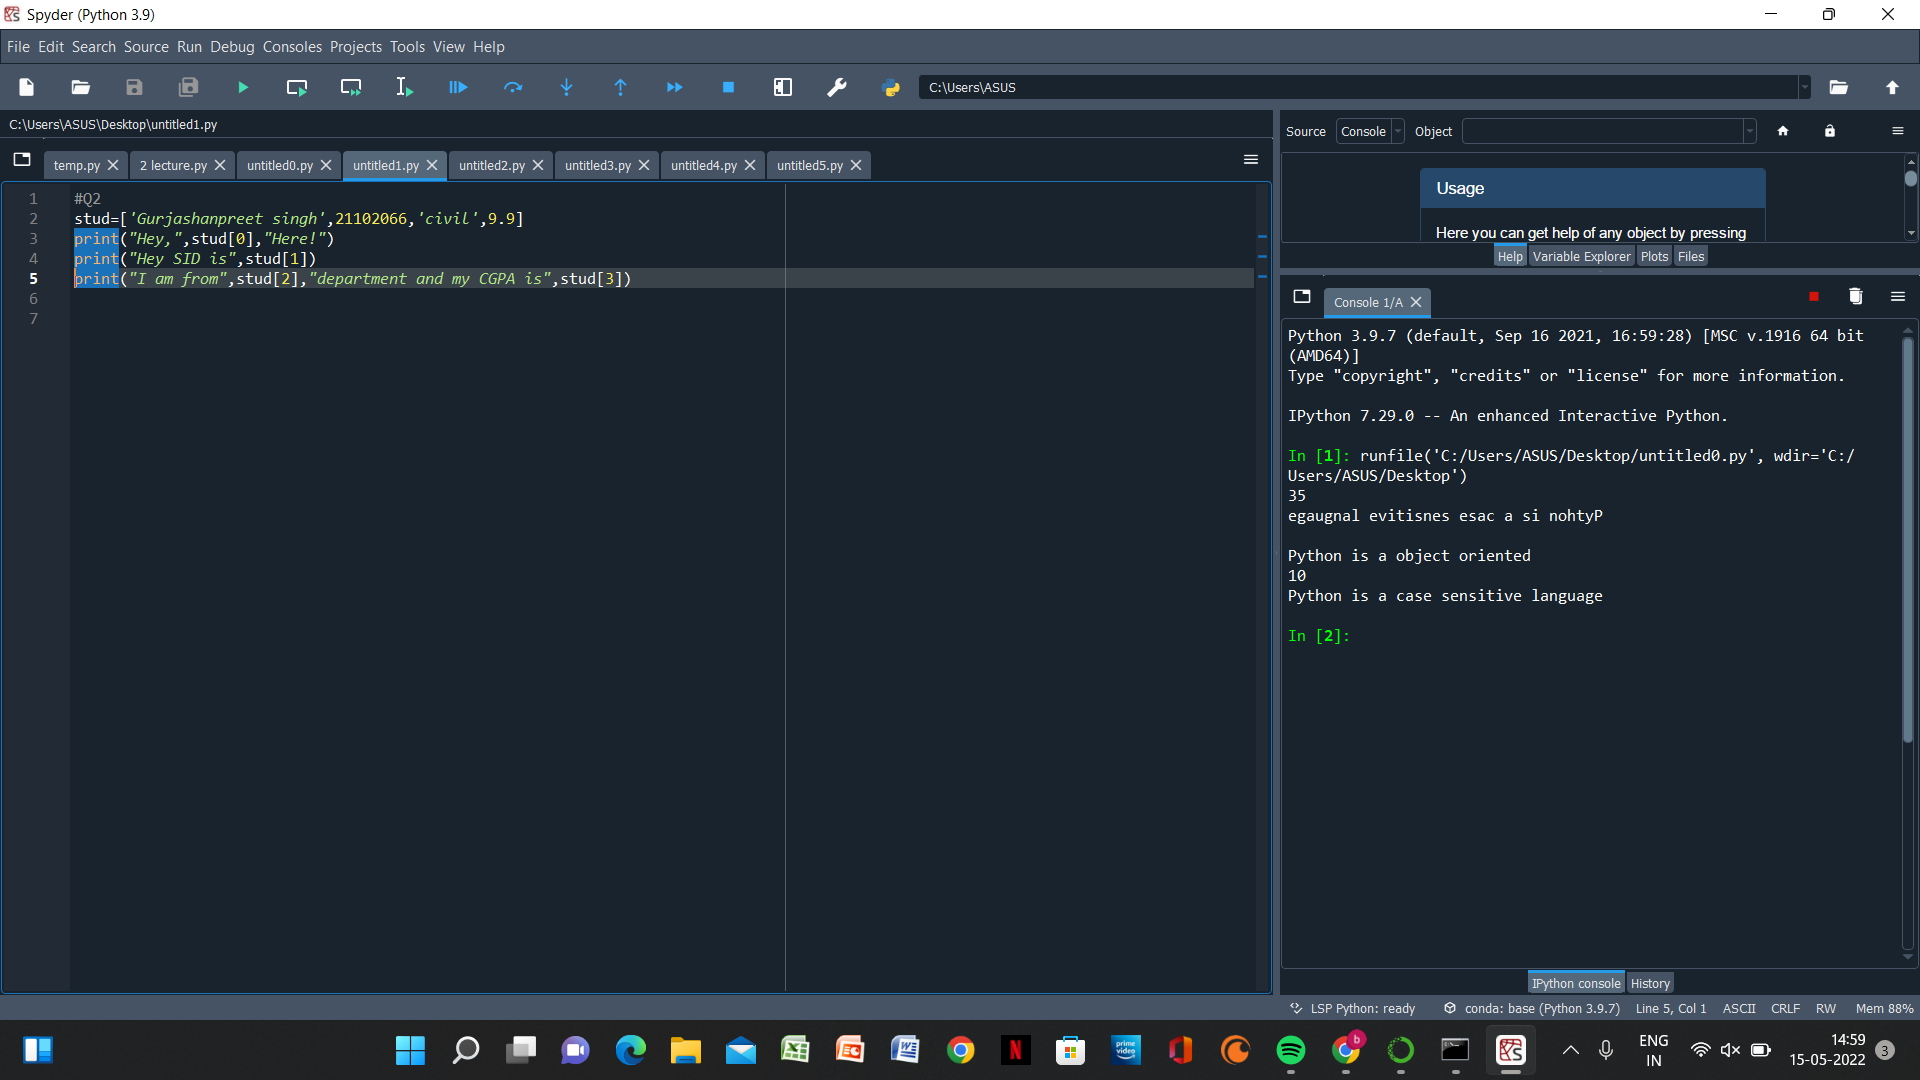 Spyder (Python 3.9)
File Edit Search Source Run Debug Consoles Projects Tools View Help
C:\Users\ASUS
C:\Users\ASUS\Desktop\untitled1.py
temp.py 2 lecture.py untitled0.py untitled1.py untitled2.py untitled3.py untitled4.py untitled5.py
1 #Q2
2 stud=['Gurjashanpreet singh',21102066,'civil',9.9]
3 print("Hey,",stud[0],"Here!")
4 print("Hey SID is",stud[1])
5 print("I am from",stud[2],"department and my CGPA is",stud[3])
6
7
Source Console Object
Usage
Here you can get help of any object by pressing
Help Variable Explorer Plots Files
Console 1/A
Python 3.9.7 (default, Sep 16 2021, 16:59:28) [MSC v.1916 64 bit
(AMD64)]
Type "copyright", "credits" or "license" for more information.
IPython 7.29.0 -- An enhanced Interactive Python.
In [1]: runfile('C:/Users/ASUS/Desktop/untitled0.py', wdir='C:/
Users/ASUS/Desktop')
35
egaugnal evitisnes esac a si nohtyP
Python is a object oriented
10
Python is a case sensitive language
In [2]:
IPython console History
LSP Python: ready conda: base (Python 3.9.7) Line 5, Col 1 ASCII CRLF RW Mem 88%
prime video
N
b
ENG
IN
14:59
15-05-2022
3